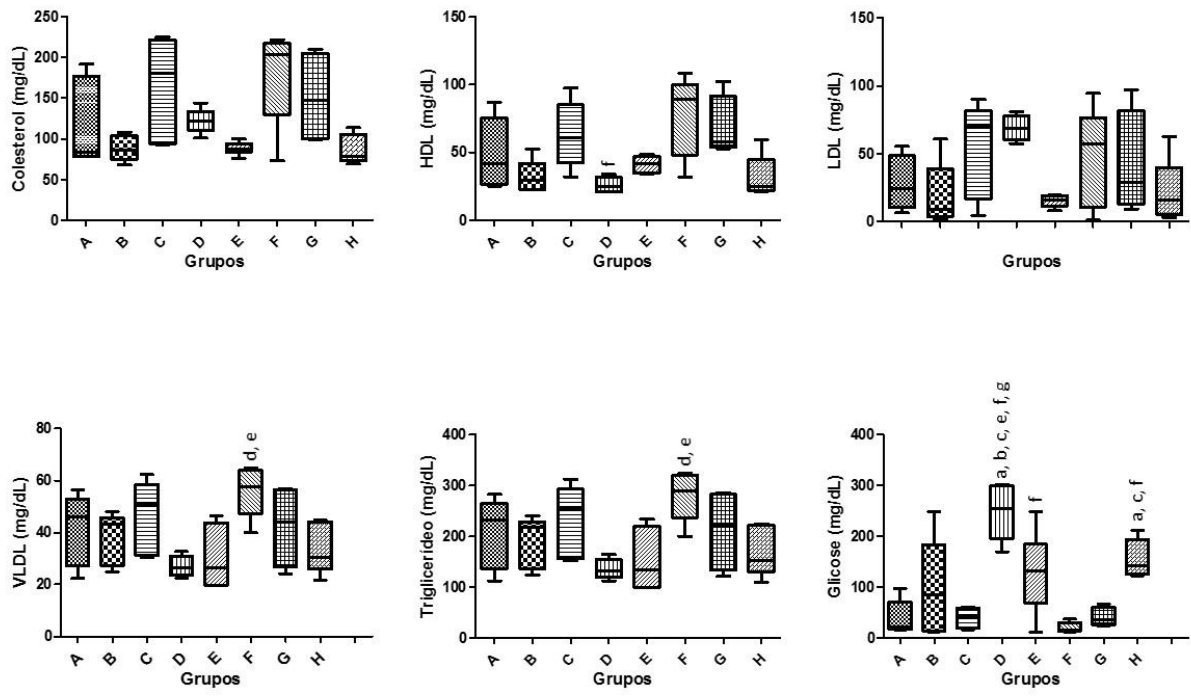 Colesterol (mg/dL)
250
200
150
100
50
0
A B C D E F G H
Grupos
HDL (mg/dL)
150
100
50
0
f
A B C D E F G H
Grupos
LDL (mg/dL)
150
100
50
0
Grupos
VLDL (mg/dL)
80
60
40
20
0
d, e
A B C D E F G H
Grupos
Triglicerídeo (mg/dL)
400
300
200
100
0
d, e
A B C D E F G H
Grupos
Glicose (mg/dL)
400
300
200
100
0
a, b, c, e, f, g
f
a, c, f
A B C D E F G H
Grupos